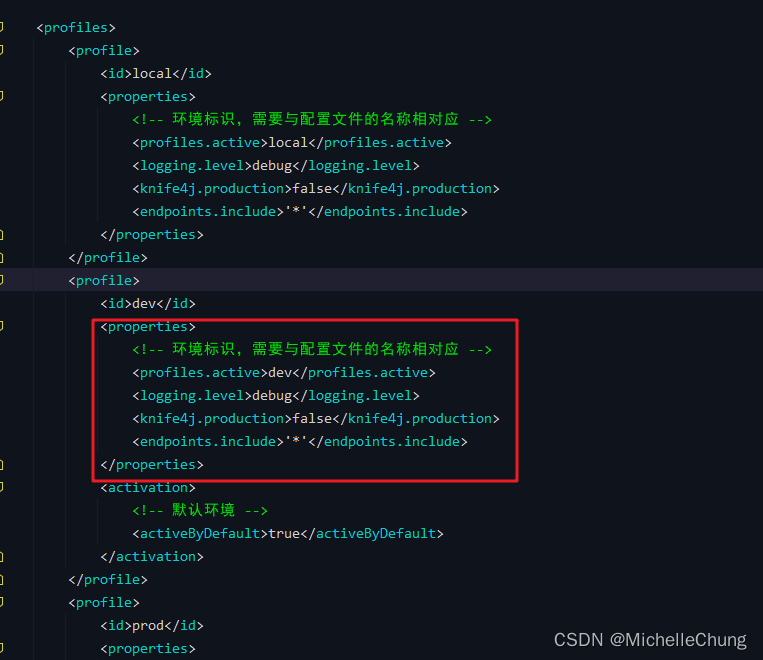 <profiles>
<profile>
<id>local</id>
<properties>
<!-- 环境标识，需要与配置文件的名称相对应 -->
<profiles.active>local</profiles.active>
<logging.level>debug</logging.level>
<knife4j.production>false</knife4j.production>
<endpoints.include>'*'</endpoints.include>
</properties>
</profile>
<profile>
<id>dev</id>
<properties>
<!-- 环境标识，需要与配置文件的名称相对应 -->
<profiles.active>dev</profiles.active>
<logging.level>debug</logging.level>
<knife4j.production>false</knife4j.production>
<endpoints.include>'*'</endpoints.include>
</properties>
<activation>
<!-- 默认环境 -->
<activeByDefault>true</activeByDefault>
</activation>
</profile>
<profile>
<id>prod</id>
<properties>
CSDN @MichelleChung